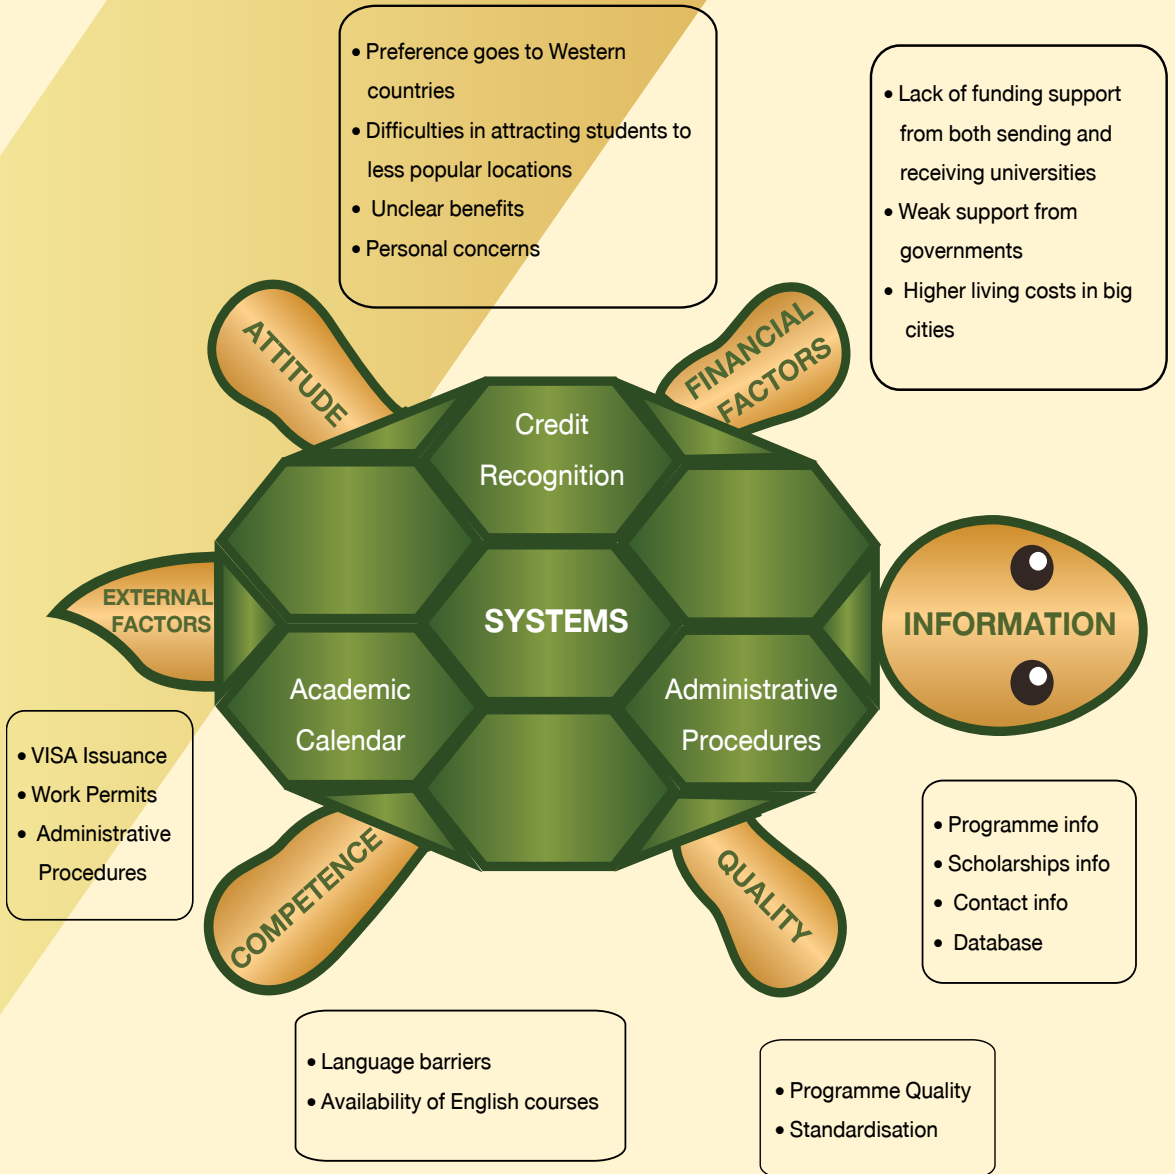 • Preference goes to Western
countries
• Difficulties in attracting students to
less popular locations
• Unclear benefits
• Personal concerns
• Lack of funding support
from both sending and
receiving universities
• Weak support from
governments
• Higher living costs in big
cities
ATTITUDE
FINANCIAL
FACTORS
Credit
Recognition
EXTERNAL
FACTORS
SYSTEMS
INFORMATION
Academic
Calendar
Administrative
Procedures
• VISA Issuance
• Work Permits
• Administrative
Procedures
COMPETENCE
QUALITY
• Programme info
• Scholarships info
• Contact info
• Database
• Language barriers
• Availability of English courses
• Programme Quality
• Standardisation